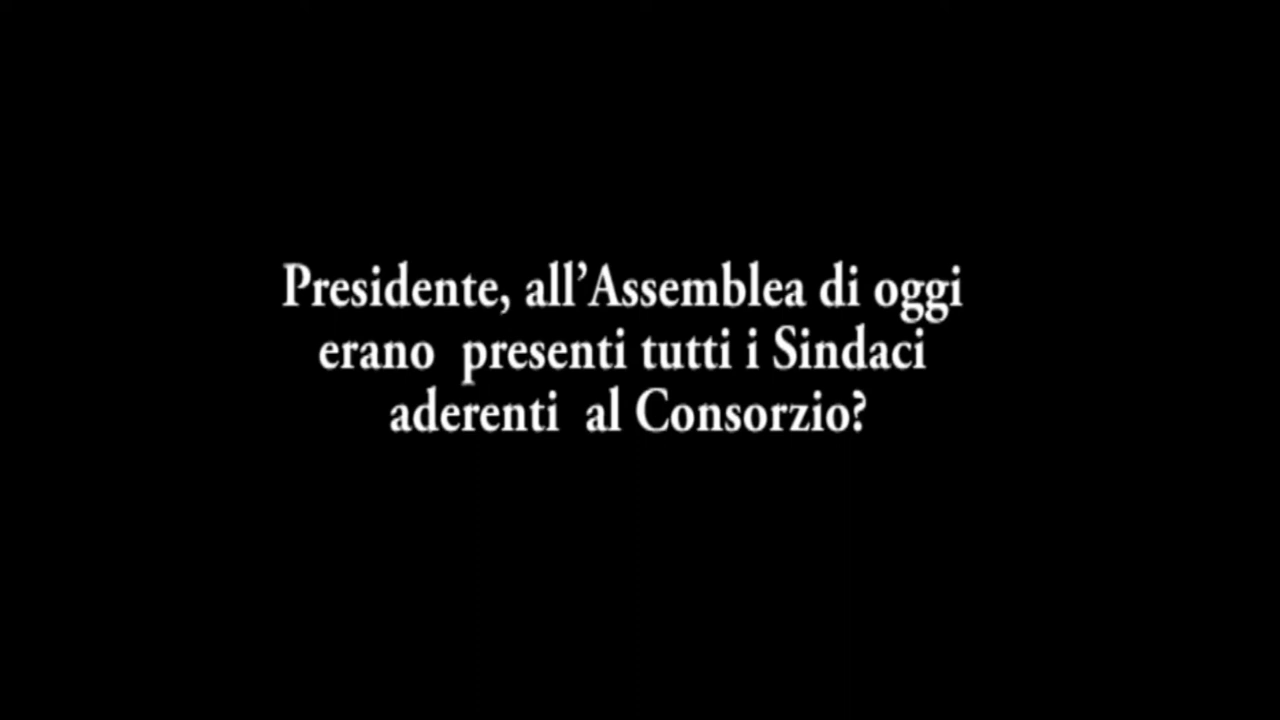 Presidente, all’Assemblea di oggi
erano  presenti tutti i Sindaci
aderenti  al Consorzio?